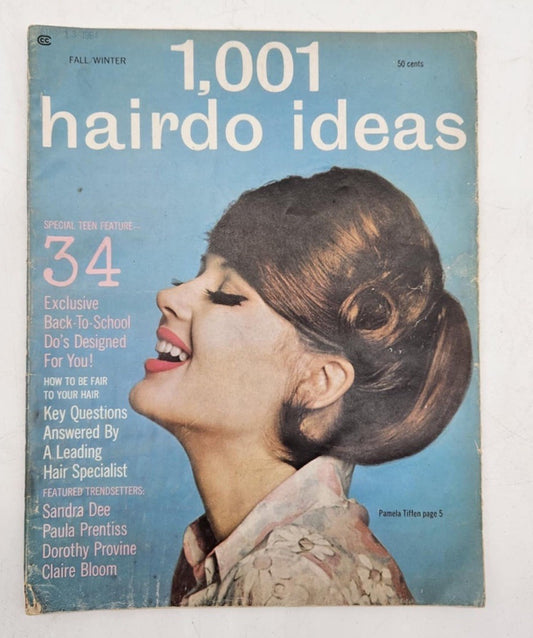 FALL/WINTER
50 cents
1,001
hairdo ideas
SPECIAL TEEN FEATURE—
34
Exclusive
Back-To-School
Do's Designed
For You!
HOW TO BE FAIR
TO YOUR HAIR
Key Questions
Answered By
A Leading
Hair Specialist
FEATURED TRENDSETTERS:
Sandra Dee
Paula Prentiss
Dorothy Provine
Claire Bloom
Pamela Tiffen page 5